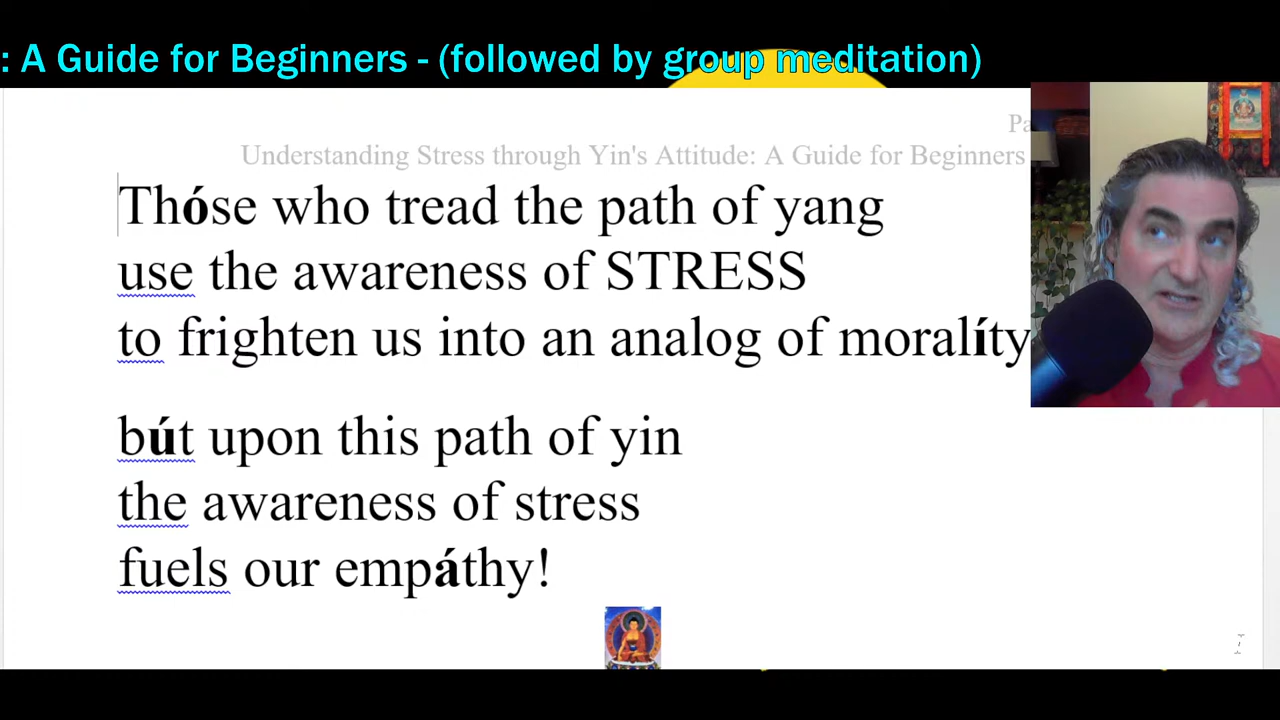 : A Guide for Beginners - (followed by group meditation)
Understanding Stress through Yin's Attitude: A Guide for Beginners
Thóse who tread the path of yang
use the awareness of STRESS
to frighten us into an analog of moralíty
bút upon this path of yin
the awareness of stress
fuels our empáthy!